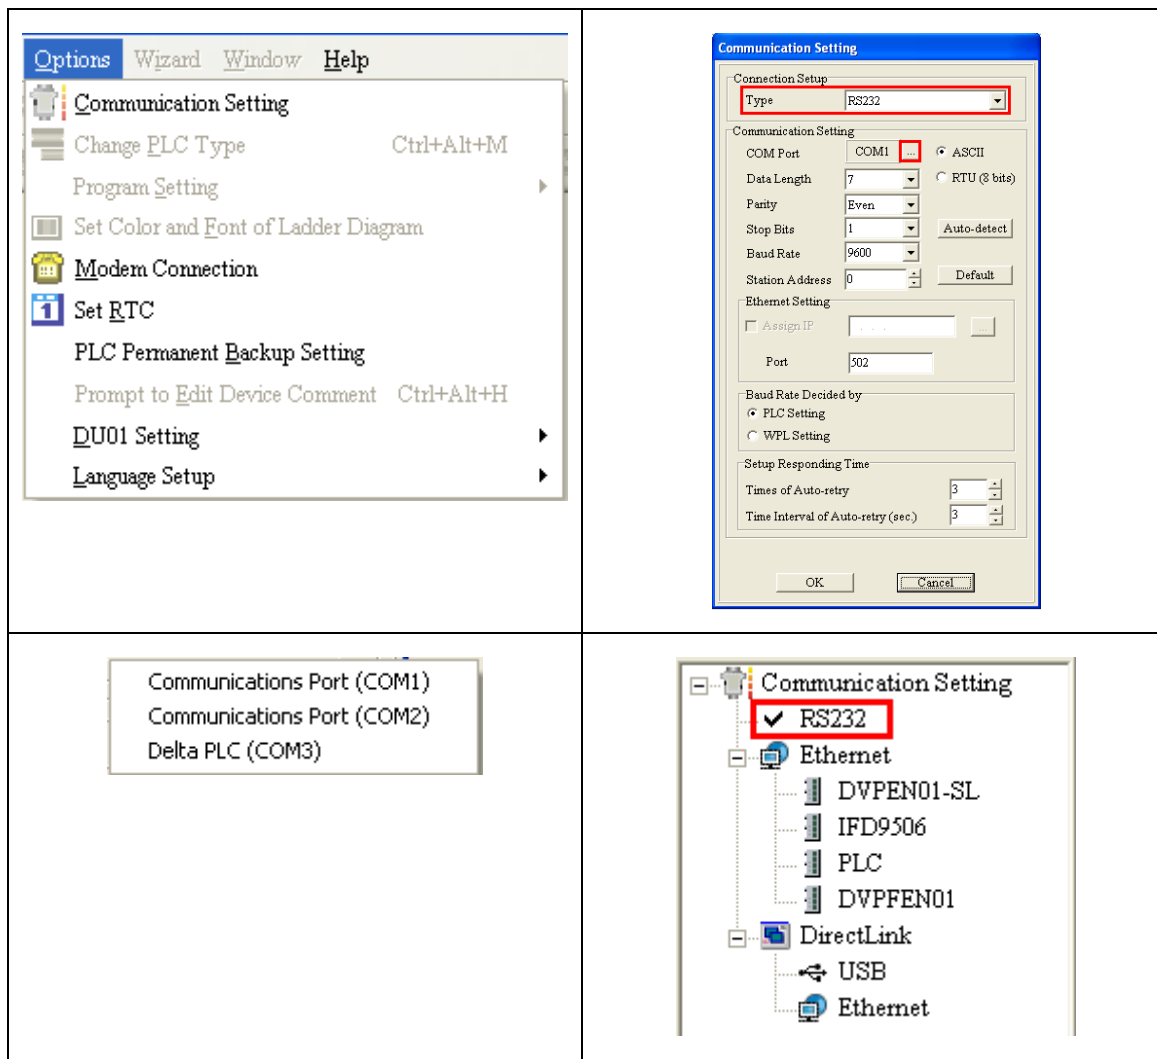 Options Wizard Window Help
Communication Setting
Change PLC Type Ctrl+Alt+M
Program Setting
Set Color and Font of Ladder Diagram
Modem Connection
1 Set RTC
PLC Permanent Backup Setting
Prompt to Edit Device Comment Ctrl+Alt+H
DU01 Setting
Language Setup
Communication Setting
Connection Setup
Type RS232
Communication Setting
COM Port COM1 ... ASCII
Data Length 7 RTU (8 bits)
Parity Even
Stop Bits 1 Auto-detect
Baud Rate 9600
Station Address 0 Default
Ethernet Setting
Assign IP . . . ...
Port 502
Baud Rate Decided by
PLC Setting
WPL Setting
Setup Responding Time
Times of Auto-retry 3
Time Interval of Auto-retry (sec.) 3
OK Cancel
Communications Port (COM1)
Communications Port (COM2)
Delta PLC (COM3)
Communication Setting
RS232
Ethernet
DVPEN01-SL
IFD9506
PLC
DVPFEN01
DirectLink
USB
Ethernet